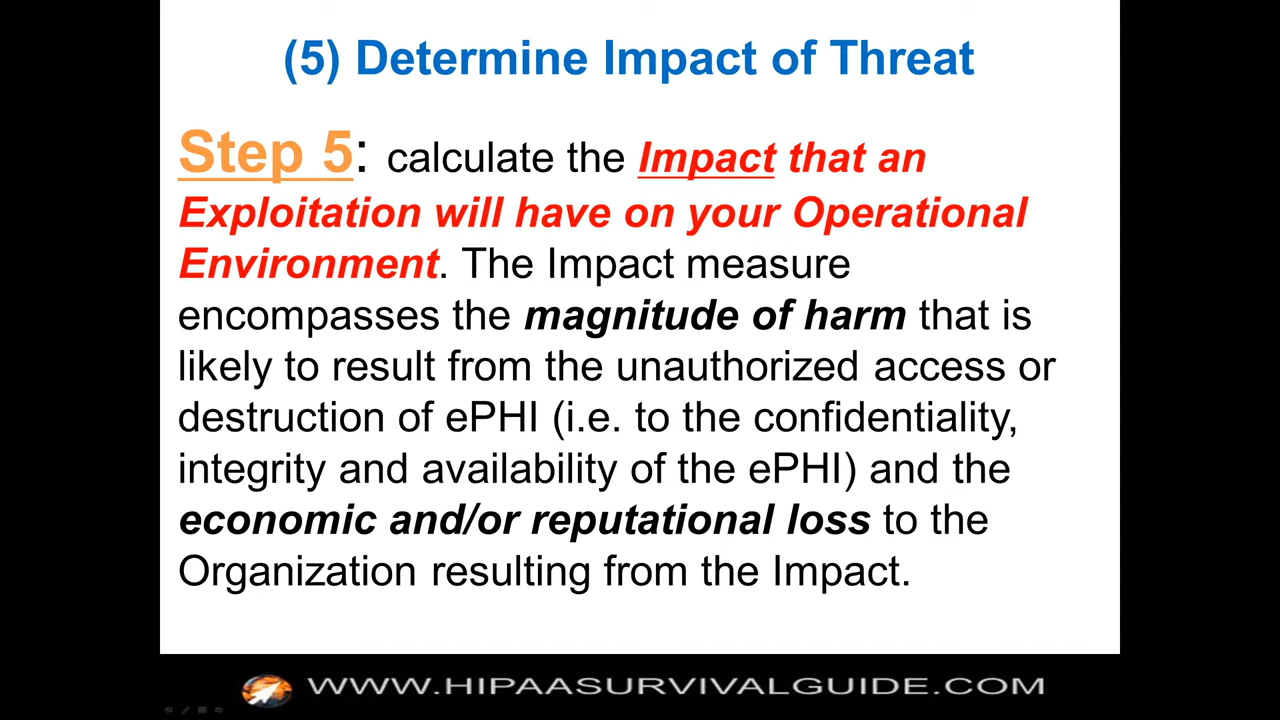 (5) Determine Impact of Threat
Step 5: calculate the Impact that an
Exploitation will have on your Operational
Environment. The Impact measure
encompasses the magnitude of harm that is
likely to result from the unauthorized access or
destruction of ePHI (i.e. to the confidentiality,
integrity and availability of the ePHI) and the
economic and/or reputational loss to the
Organization resulting from the Impact.
WWW.HIPAASURVIVALGUIDE.COM